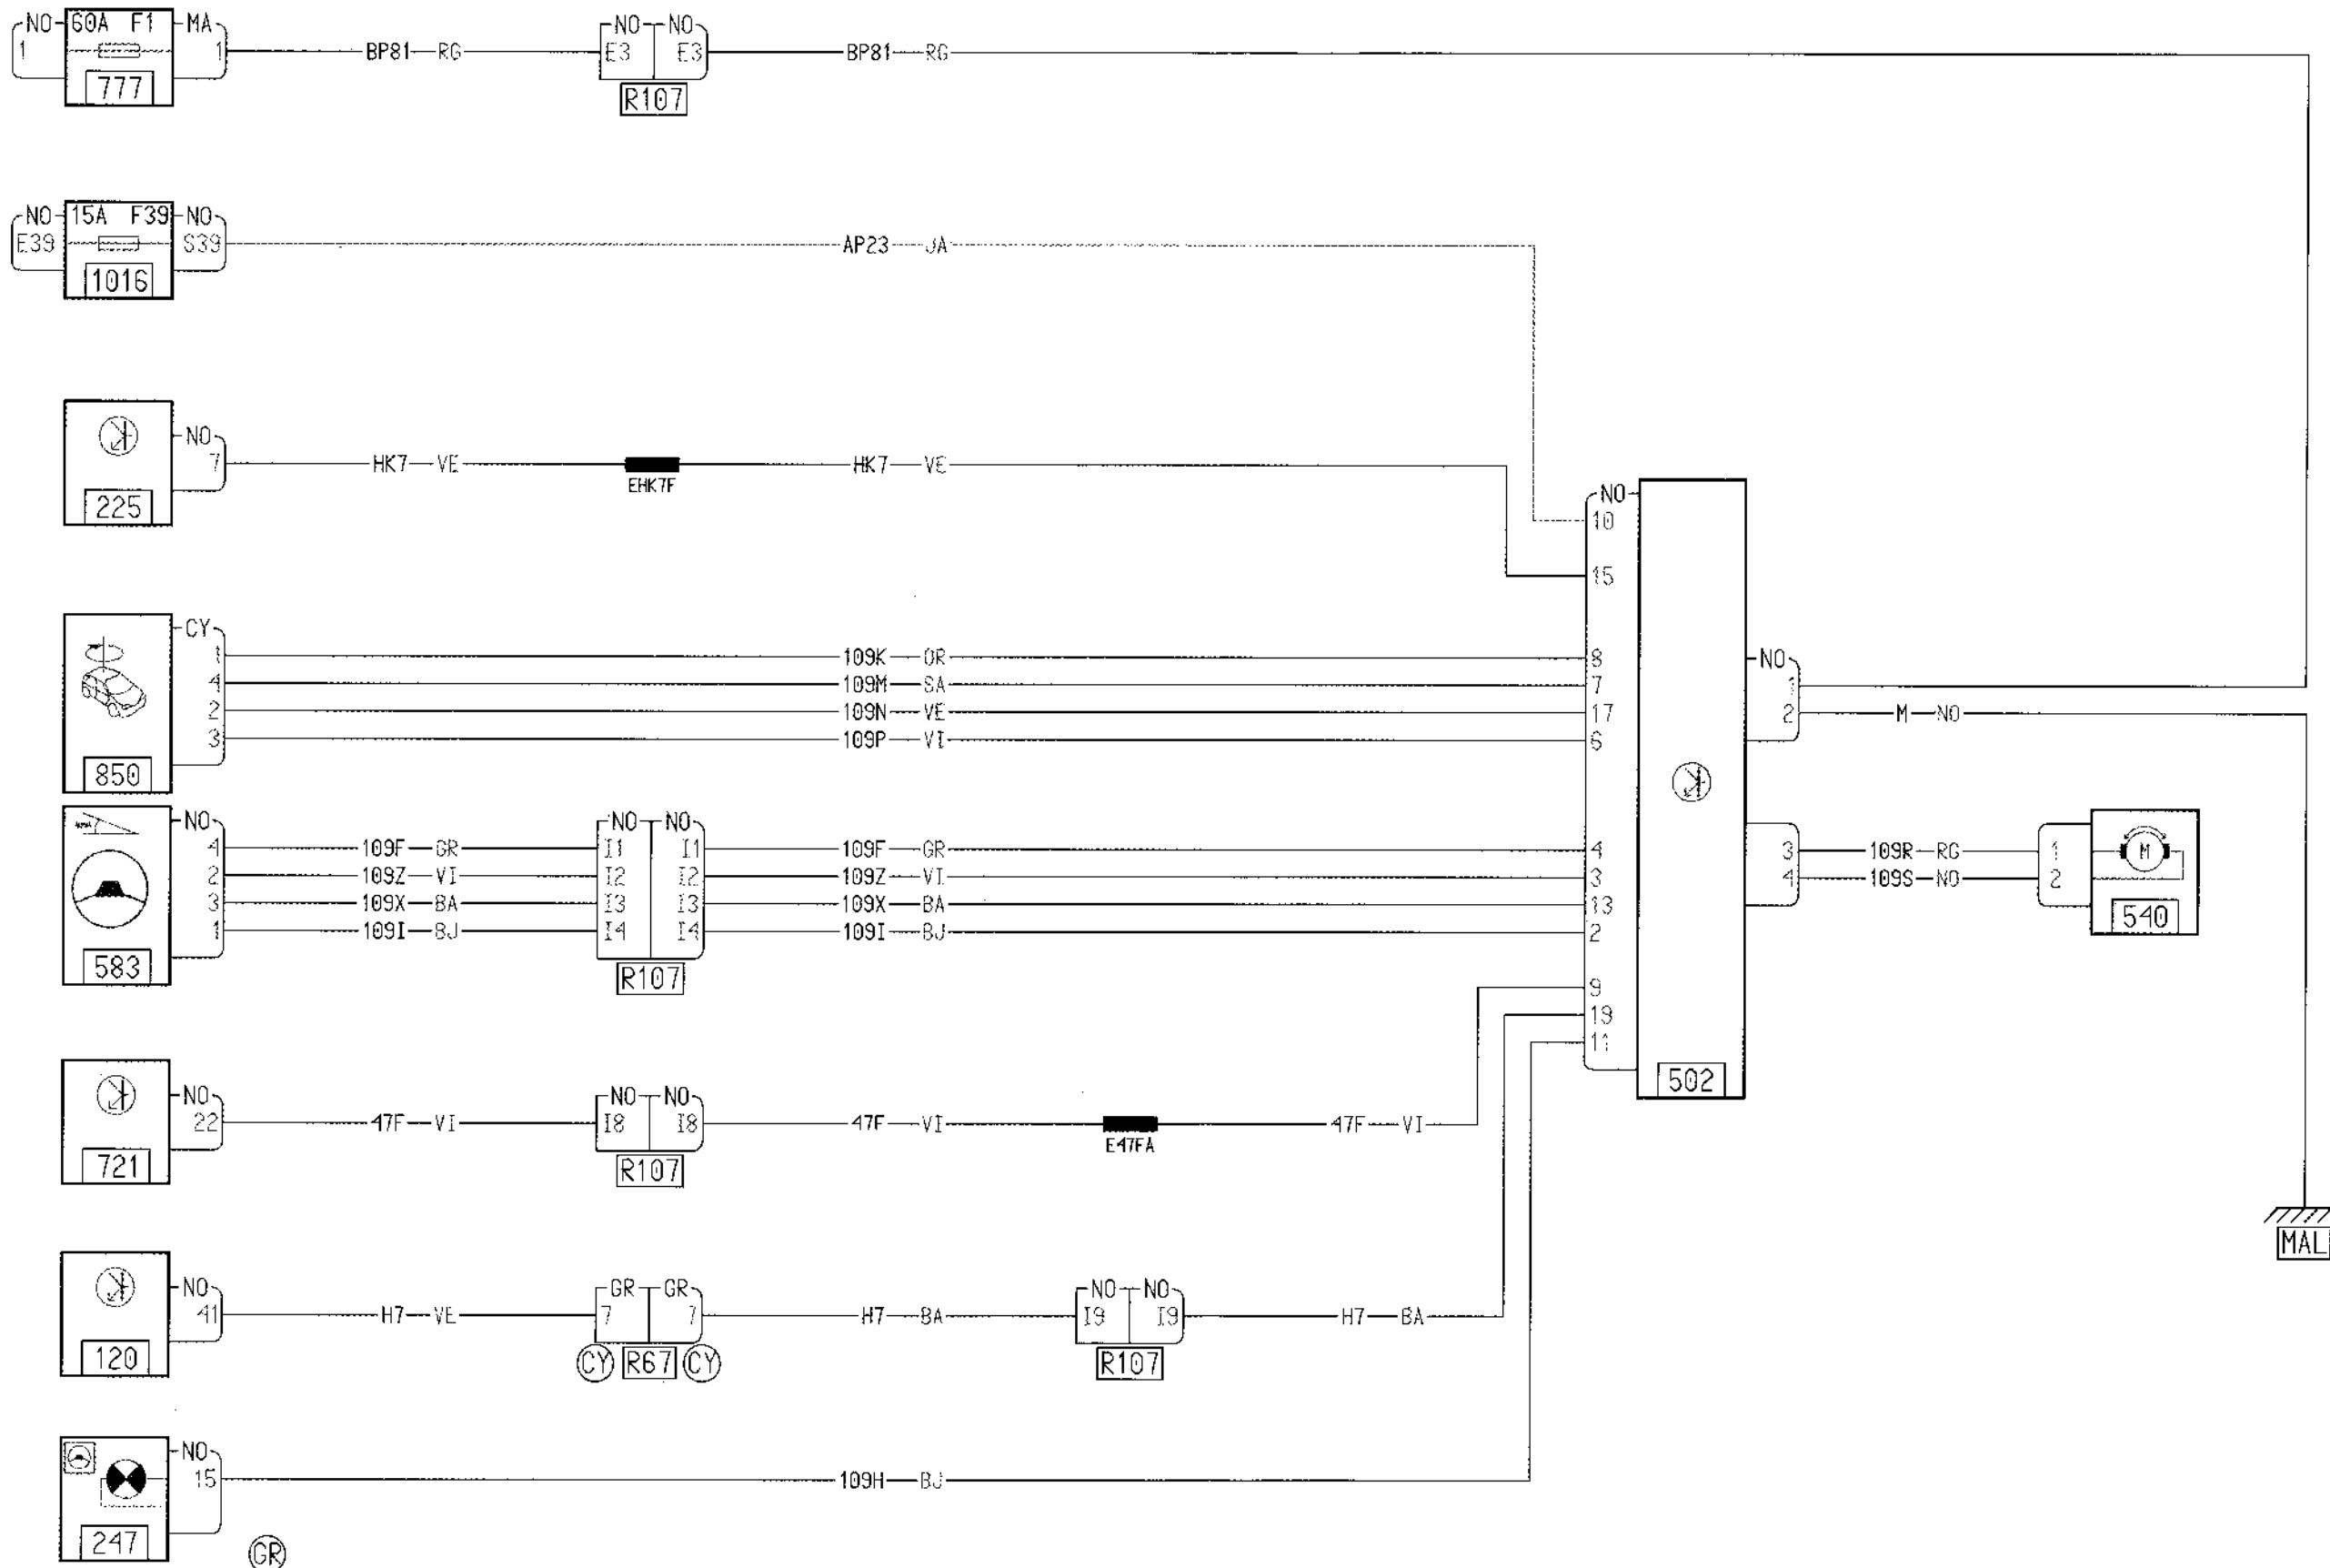 NO 60A F1 MA NO NO
1 1 BP81 RG E3 E3 BP81 RG
777 R107
NO 15A F39 NO
E39 S39 AP23 JA
1016
NO
7 HK7 VE EHK7F HK7 VE
225
NO
10
15
CY
1 109K OR 8
4 109M SA 7
2 109N VE 17
3 109P VI 6
850
NO
1
2 M NO
NO NO NO
4 109F GR I1 I1 109F GR 4
2 109Z VI I2 I2 109Z VI 3
3 109X BA I3 I3 109X BA 13
1 109I BJ I4 I4 109I BJ 2
583 R107
3 109R RG 1 M
4 109S NO 2
540
9
19
11
502
NO NO NO
22 47F VI I8 I8 47F VI E47FA 47F VI
721 R107
MAL
NO GR GR NO NO
41 H7 VE 7 7 H7 BA I9 I9 H7 BA
120 CY R67 CY R107
NO
15 109H BJ
247
GR